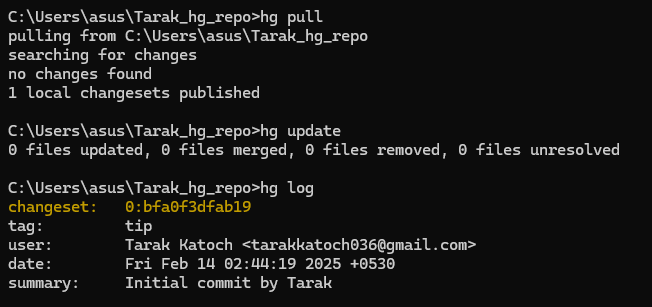 C:\Users\asus\Tarak_hg_repo>hg pull
pulling from C:\Users\asus\Tarak_hg_repo
searching for changes
no changes found
1 local changesets published
C:\Users\asus\Tarak_hg_repo>hg update
0 files updated, 0 files merged, 0 files removed, 0 files unresolved
C:\Users\asus\Tarak_hg_repo>hg log
changeset:   0:bfa0f3dfab19
tag:         tip
user:        Tarak Katoch <tarakkatoch036@gmail.com>
date:        Fri Feb 14 02:44:19 2025 +0530
summary:     Initial commit by Tarak